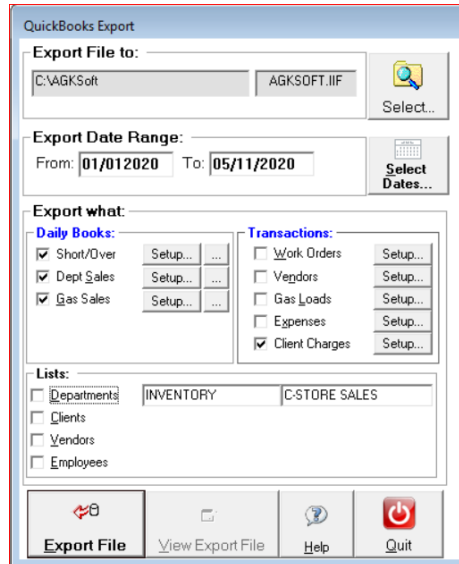 QuickBooks Export
Export File to:
C:\AGKSoft AGKSOFT.IIF
Select...
Export Date Range:
From: 01/012020 To: 05/11/2020
Select Dates...
Export what:
Daily Books:
Short/Over Setup... ...
Dept Sales Setup... ...
Gas Sales Setup... ...
Transactions:
Work Orders Setup...
Vendors Setup...
Gas Loads Setup...
Expenses Setup...
Client Charges Setup...
Lists:
Departments INVENTORY C-STORE SALES
Clients
Vendors
Employees
Export File View Export File Help Quit